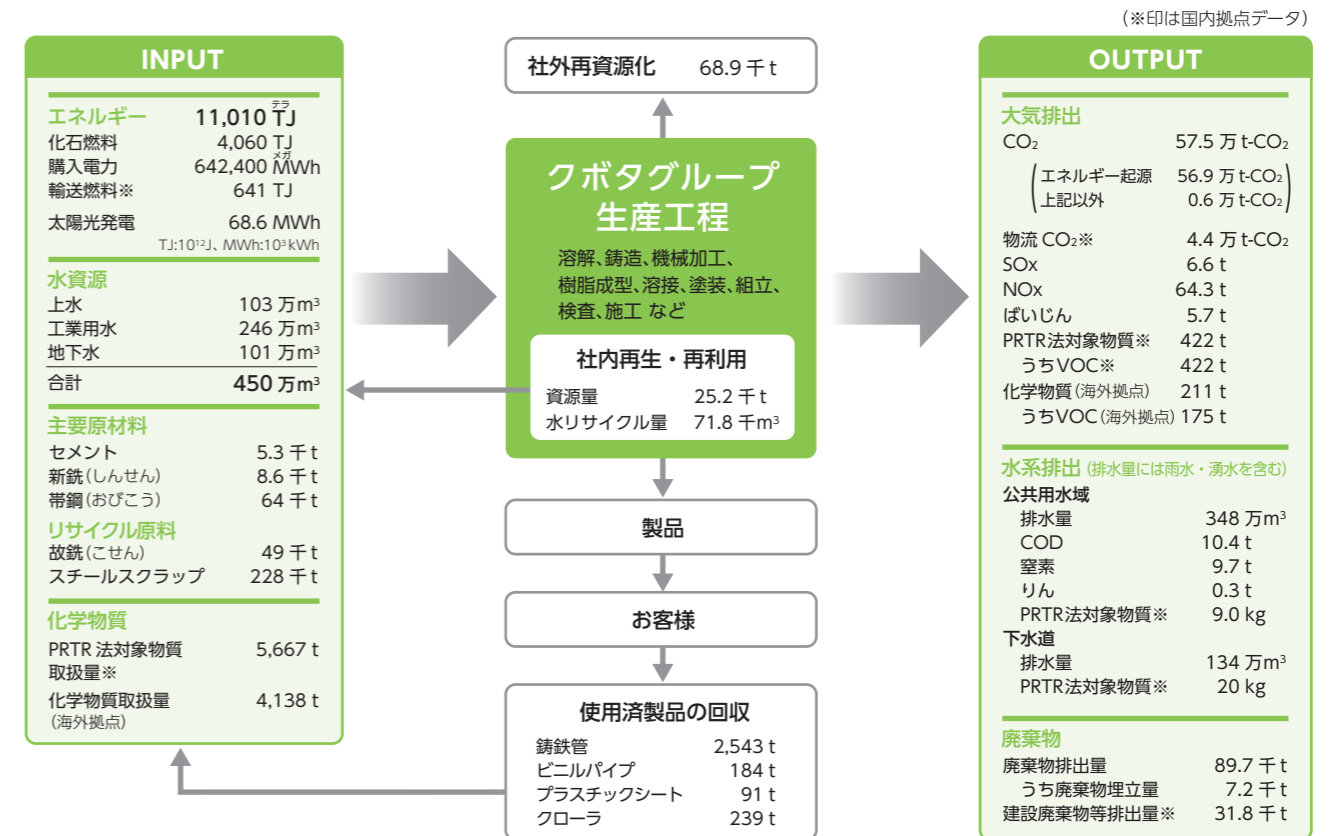 (※印は国内拠点データ)
INPUT
エネルギー 11,010 TJ
テラ
化石燃料 4,060 TJ
購入電力 642,400 MWh
メガ
輸送燃料※ 641 TJ
太陽光発電 68.6 MWh
TJ:10¹²J、MWh:10³kWh
水資源
上水 103 万m³
工業用水 246 万m³
地下水 101 万m³
合計 450 万m³
主要原材料
セメント 5.3 千t
新銑(しんせん) 8.6 千t
帯鋼(おびこう) 64 千t
リサイクル原料
故銑(こせん) 49 千t
スチールスクラップ 228 千t
化学物質
PRTR 法対象物質 5,667 t
取扱量※
化学物質取扱量 4,138 t
(海外拠点)
社外再資源化 68.9 千t
クボタグループ
生産工程
溶解、鋳造、機械加工、
樹脂成型、溶接、塗装、組立、
検査、施工 など
社内再生・再利用
資源量 25.2 千t
水リサイクル量 71.8 千m³
製品
お客様
使用済製品の回収
鋳鉄管 2,543 t
ビニルパイプ 184 t
プラスチックシート 91 t
クローラ 239 t
OUTPUT
大気排出
CO₂ 57.5 万 t-CO₂
エネルギー起源 56.9 万 t-CO₂
上記以外 0.6 万 t-CO₂
物流 CO₂※ 4.4 万 t-CO₂
SOx 6.6 t
NOx 64.3 t
ばいじん 5.7 t
PRTR法対象物質※ 422 t
うちVOC※ 422 t
化学物質(海外拠点) 211 t
うちVOC(海外拠点) 175 t
水系排出(排水量には雨水・湧水を含む)
公共用水域
排水量 348 万m³
COD 10.4 t
窒素 9.7 t
りん 0.3 t
PRTR法対象物質※ 9.0 kg
下水道
排水量 134 万m³
PRTR法対象物質※ 20 kg
廃棄物
廃棄物排出量 89.7 千t
うち廃棄物埋立量 7.2 千t
建設廃棄物等排出量※ 31.8 千t